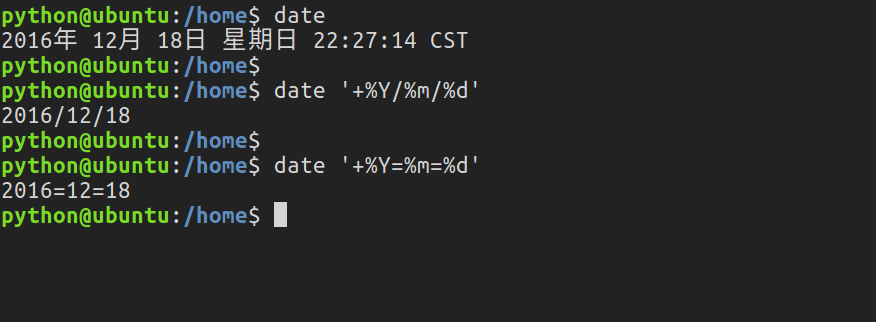 python@ubuntu:/home$ date
2016年 12月 18日 星期日 22:27:14 CST
python@ubuntu:/home$
python@ubuntu:/home$ date '+%Y/%m/%d'
2016/12/18
python@ubuntu:/home$
python@ubuntu:/home$ date '+%Y=%m=%d'
2016=12=18
python@ubuntu:/home$